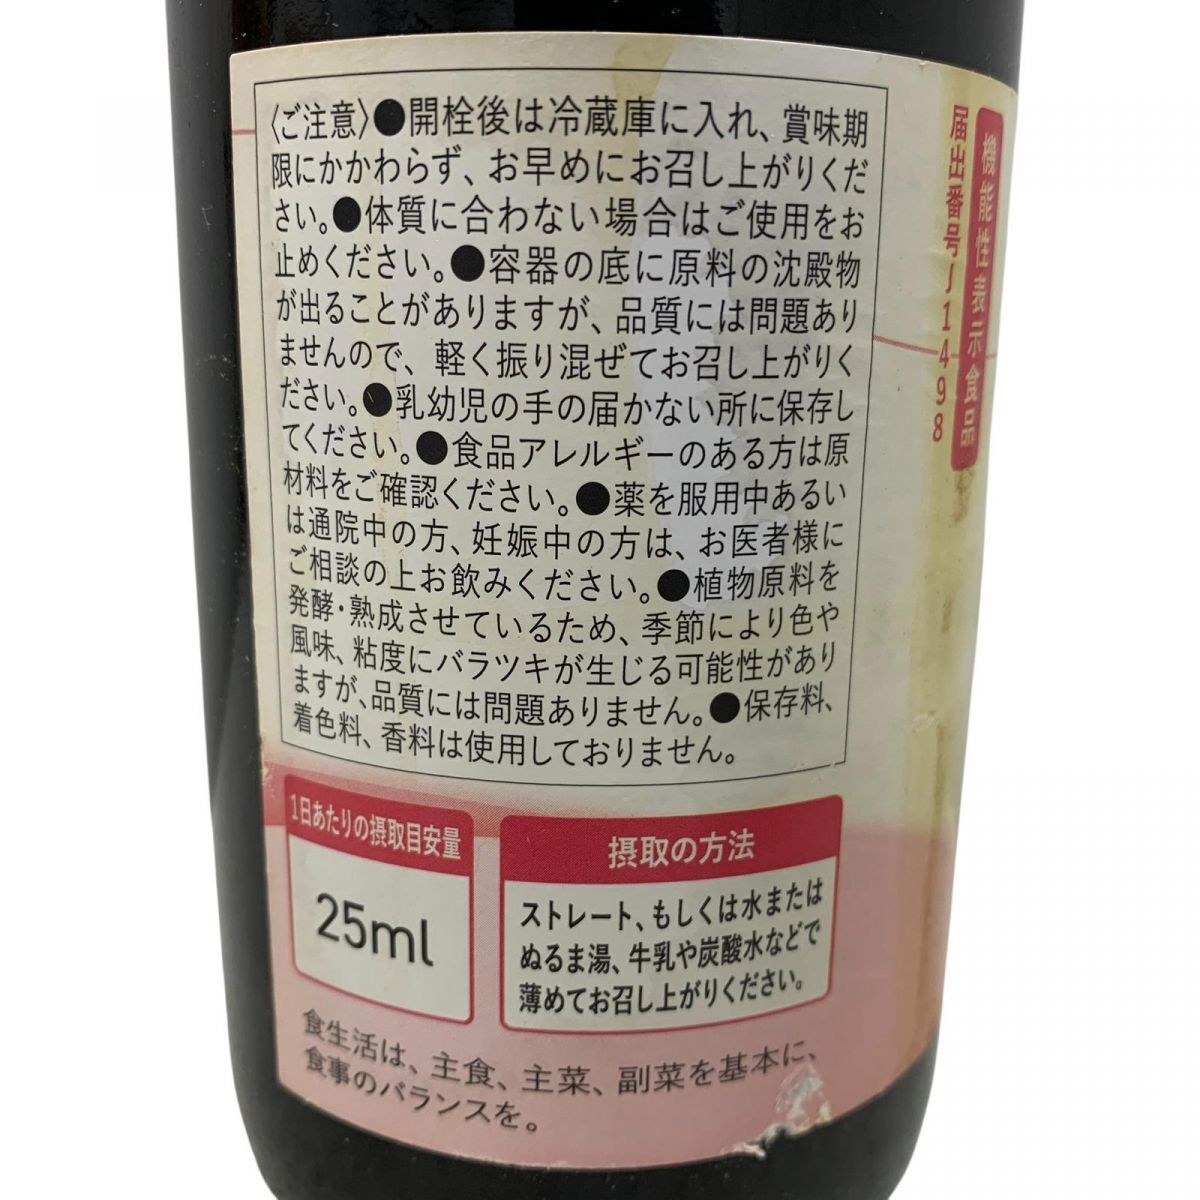 〈ご注意〉●開栓後は冷蔵庫に入れ、賞味期
限にかかわらず、お早めにお召し上がりくだ
さい。●体質に合わない場合はご使用をお
止めください。●容器の底に原料の沈殿物
が出ることがありますが、品質には問題あり
ませんので、軽く振り混ぜてお召し上がりく
ださい。●乳幼児の手の届かない所に保存し
てください。●食品アレルギーのある方は原
材料をご確認ください。●薬を服用中あるい
は通院中の方、妊娠中の方は、お医者様に
ご相談の上お飲みください。●植物原料を
発酵・熟成させているため、季節により色や
風味、粘度にバラツキが生じる可能性があり
ますが、品質には問題ありません。●保存料、
着色料、香料は使用しておりません。
機能性表示食品
届出番号J1498
1日あたりの摂取目安量
25ml
摂取の方法
ストレート、もしくは水または
ぬるま湯、牛乳や炭酸水などで
薄めてお召し上がりください。
食生活は、主食、主菜、副菜を基本に、
食事のバランスを。